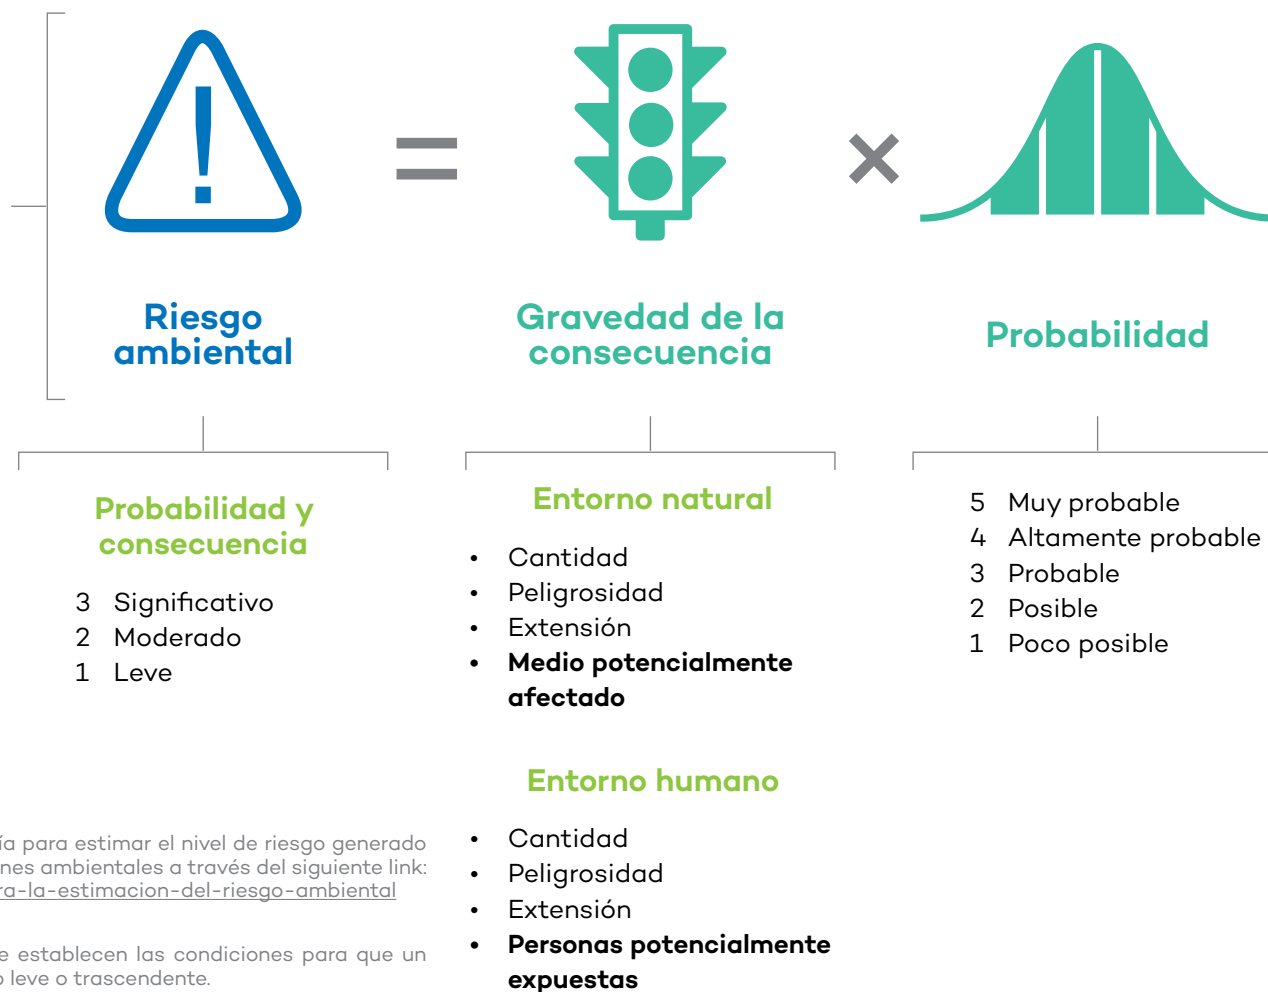 Riesgo
ambiental
=
Gravedad de la
consecuencia
×
Probabilidad
Probabilidad y
consecuencia
3 Significativo
2 Moderado
1 Leve
Entorno natural
• Cantidad
• Peligrosidad
• Extensión
• Medio potencialmente
afectado
Entorno humano
• Cantidad
• Peligrosidad
• Extensión
• Personas potencialmente
expuestas
5 Muy probable
4 Altamente probable
3 Probable
2 Posible
1 Poco posible
ía para estimar el nivel de riesgo generado
nes ambientales a través del siguiente link:
ra-la-estimacion-del-riesgo-ambiental
e establecen las condiciones para que un
o leve o trascendente.